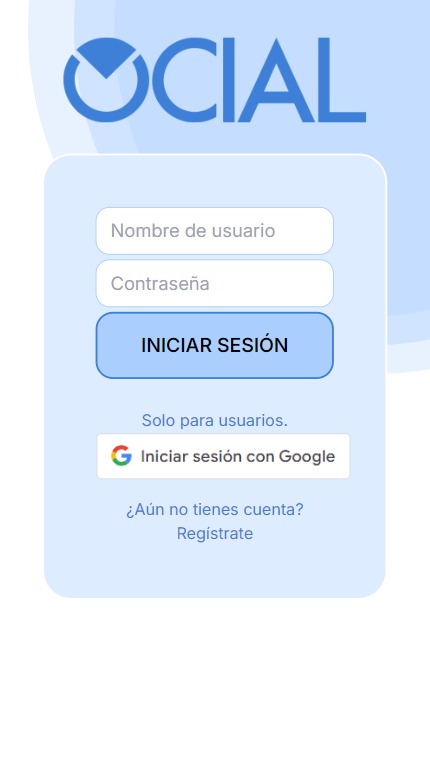 OCIAL
Nombre de usuario
Contraseña
INICIAR SESIÓN
Solo para usuarios.
Iniciar sesión con Google
¿Aún no tienes cuenta?
Regístrate